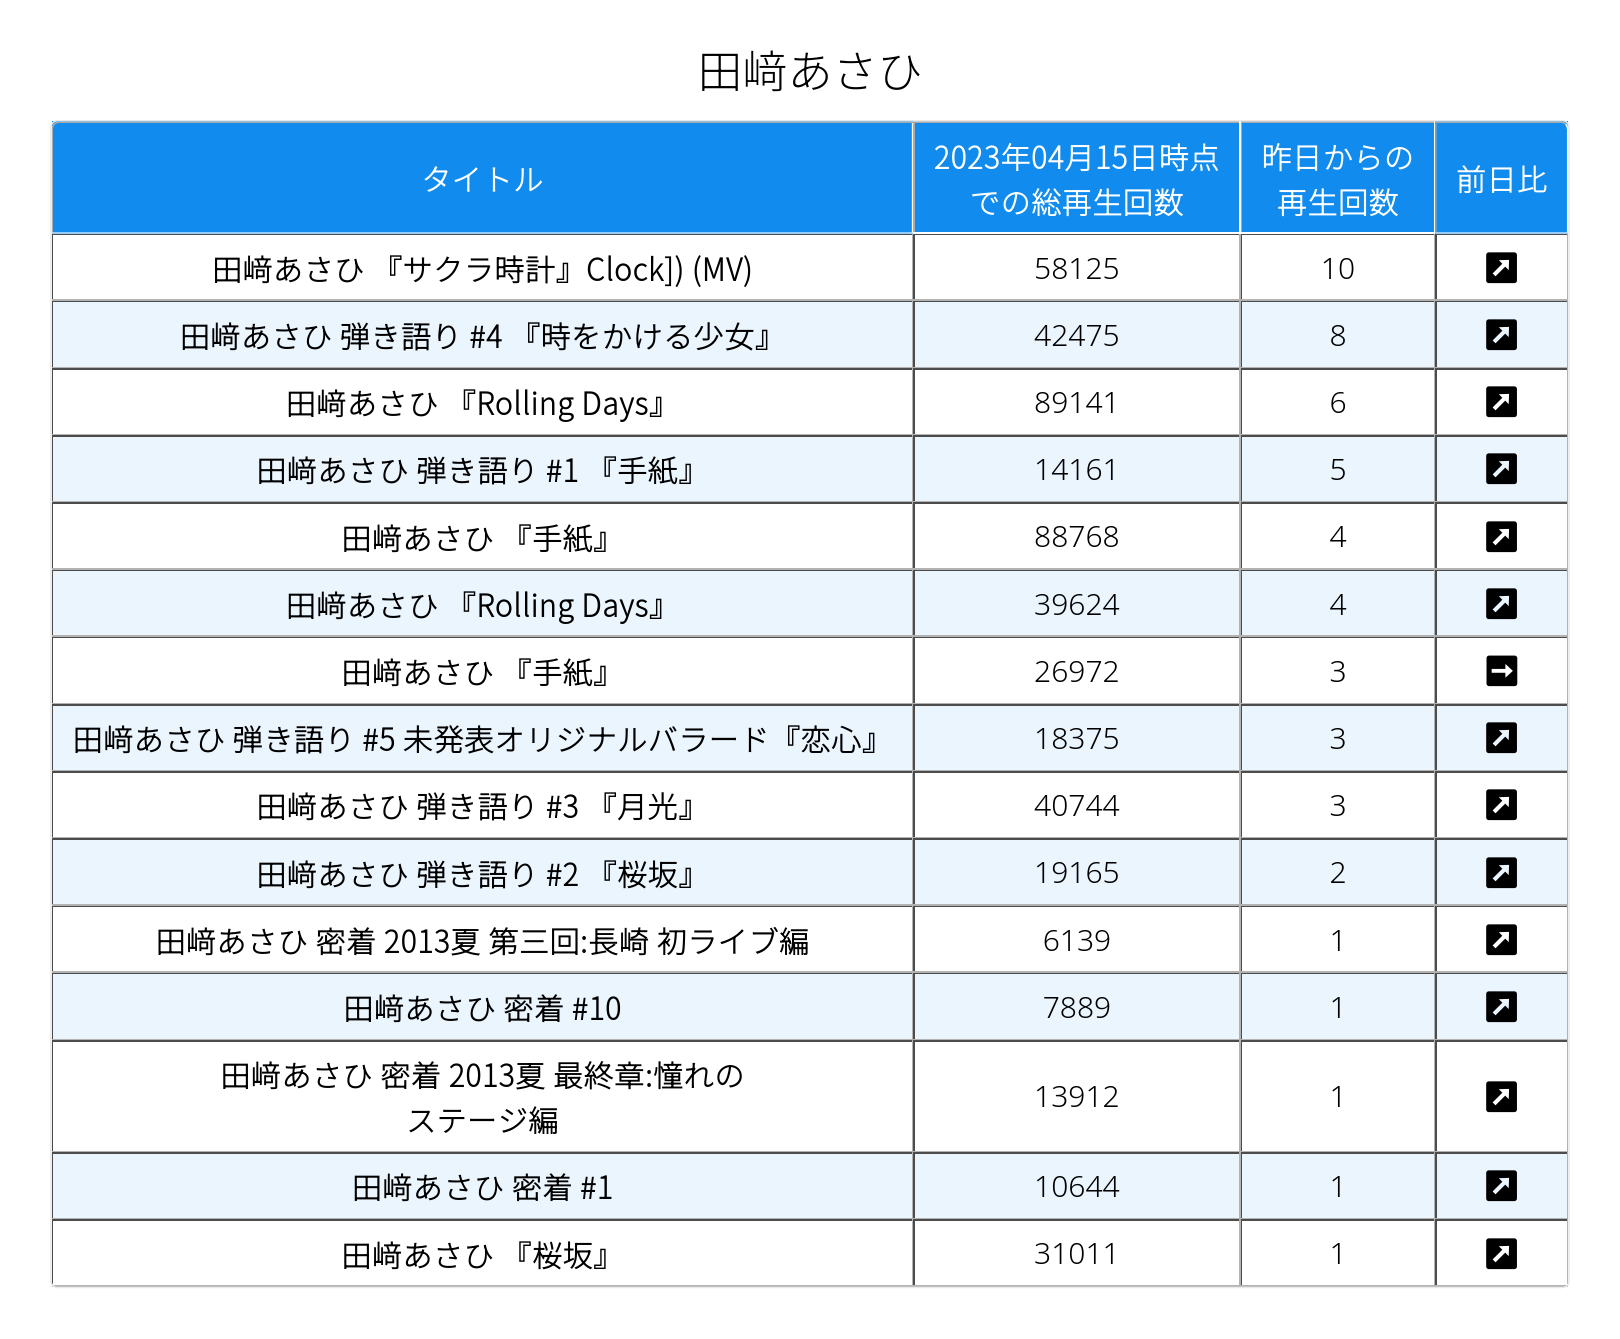 田﨑あさひ
タイトル
2023年04月15日時点
での総再生回数
昨日からの
再生回数
前日比
田﨑あさひ 『サクラ時計』Clock]) (MV)
58125
10
田﨑あさひ 弾き語り #4 『時をかける少女』
42475
8
田﨑あさひ 『Rolling Days』
89141
6
田﨑あさひ 弾き語り #1 『手紙』
14161
5
田﨑あさひ 『手紙』
88768
4
田﨑あさひ 『Rolling Days』
39624
4
田﨑あさひ 『手紙』
26972
3
田﨑あさひ 弾き語り #5 未発表オリジナルバラード『恋心』
18375
3
田﨑あさひ 弾き語り #3 『月光』
40744
3
田﨑あさひ 弾き語り #2 『桜坂』
19165
2
田﨑あさひ 密着 2013夏 第三回:長崎 初ライブ編
6139
1
田﨑あさひ 密着 #10
7889
1
田﨑あさひ 密着 2013夏 最終章:憧れの
ステージ編
13912
1
田﨑あさひ 密着 #1
10644
1
田﨑あさひ 『桜坂』
31011
1